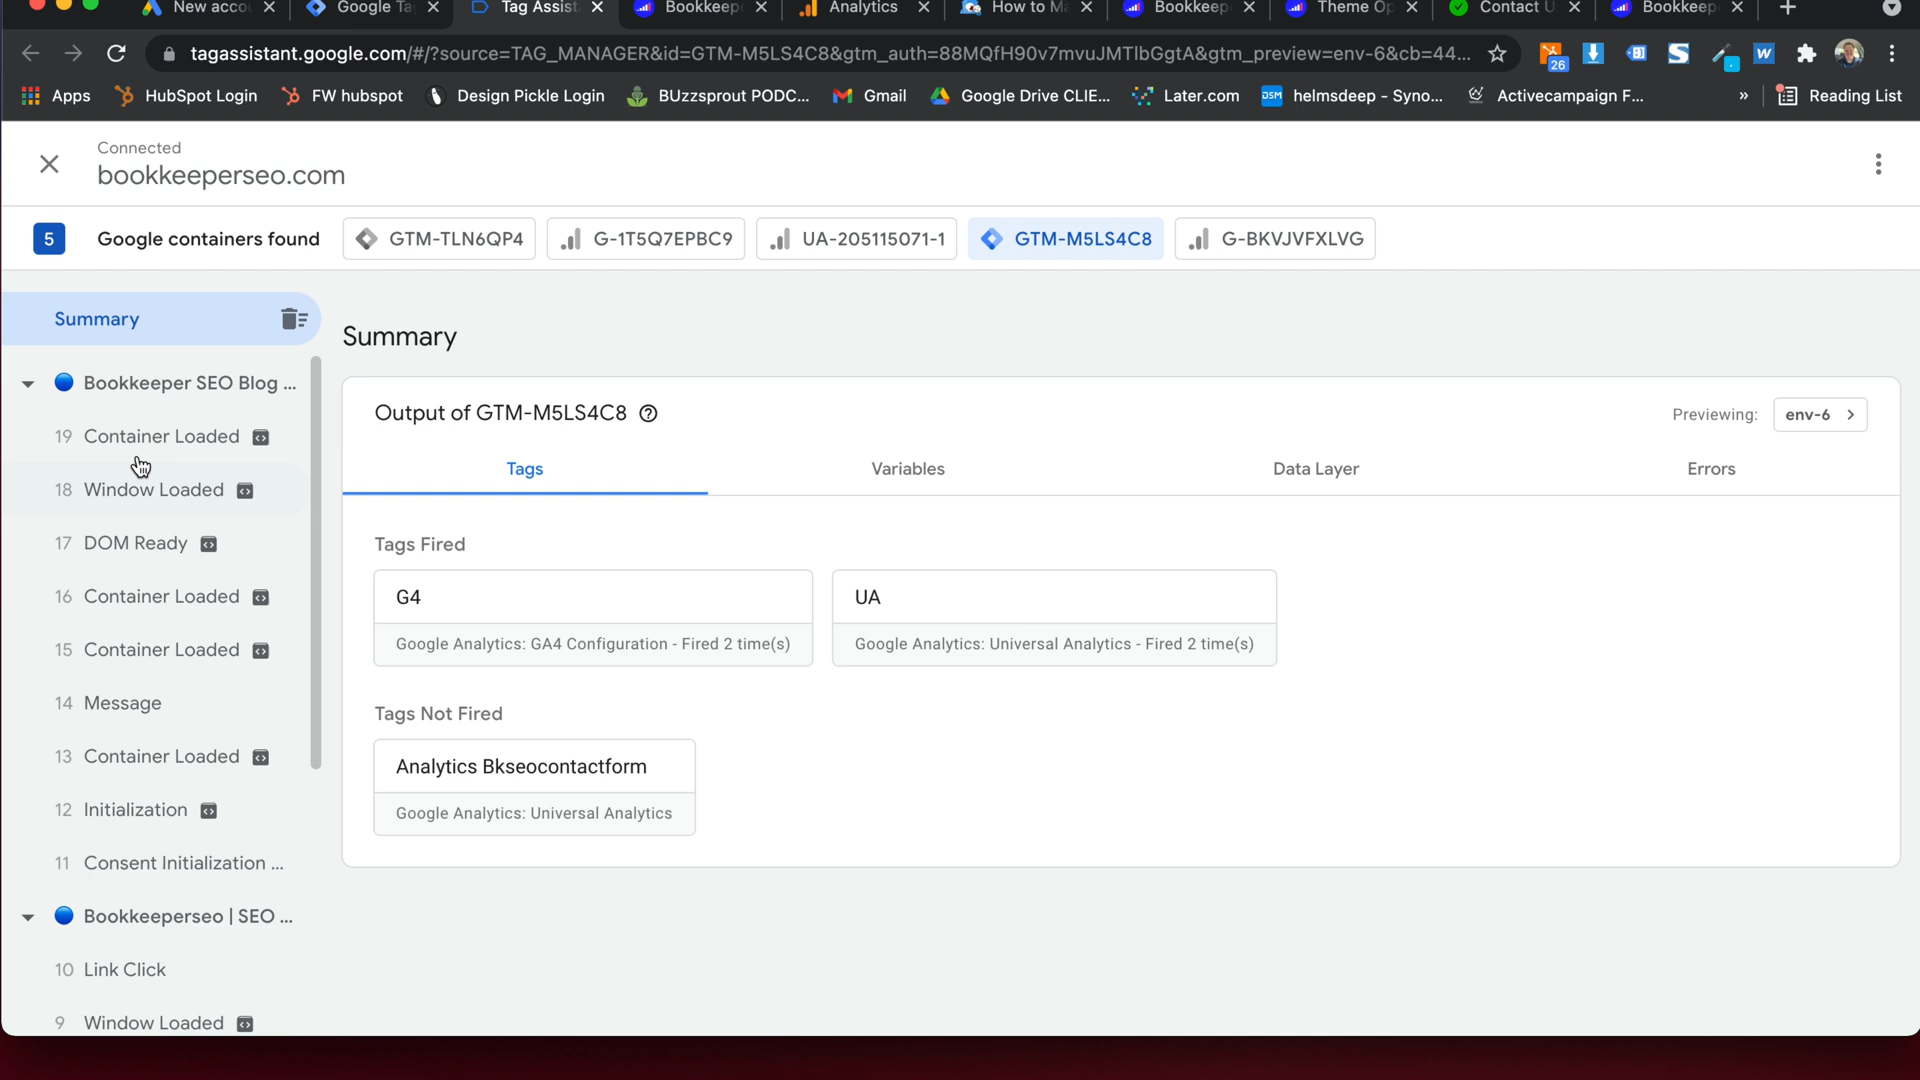 New acco
Google Ta
Tag Assist
Bookkeepe
Analytics
How to Ma
Bookkeep
Theme Op
Contact U
Bookkeep
tagassistant.google.com/#/?source=TAG_MANAGER&id=GTM-M5LS4C8&gtm_auth=88MQfH90v7mvuJMTlbGgtA&gtm_preview=env-6&cb=44...
26
W
Apps
HubSpot Login
FW hubspot
Design Pickle Login
BUzzsprout PODC...
Gmail
Google Drive CLIE...
Later.com
DSM
helmsdeep - Syno...
Activecampaign F...
»
Reading List
Connected
bookkeeperseo.com
5
Google containers found
GTM-TLN6QP4
G-1T5Q7EPBC9
UA-205115071-1
GTM-M5LS4C8
G-BKVJVFXLVG
Summary
Bookkeeper SEO Blog ...
19 Container Loaded
18 Window Loaded
17 DOM Ready
16 Container Loaded
15 Container Loaded
14 Message
13 Container Loaded
12 Initialization
11 Consent Initialization ...
Bookkeeperseo | SEO ...
10 Link Click
9 Window Loaded
Summary
Output of GTM-M5LS4C8
Previewing: env-6
Tags
Variables
Data Layer
Errors
Tags Fired
G4
Google Analytics: GA4 Configuration - Fired 2 time(s)
UA
Google Analytics: Universal Analytics - Fired 2 time(s)
Tags Not Fired
Analytics Bkseocontactform
Google Analytics: Universal Analytics